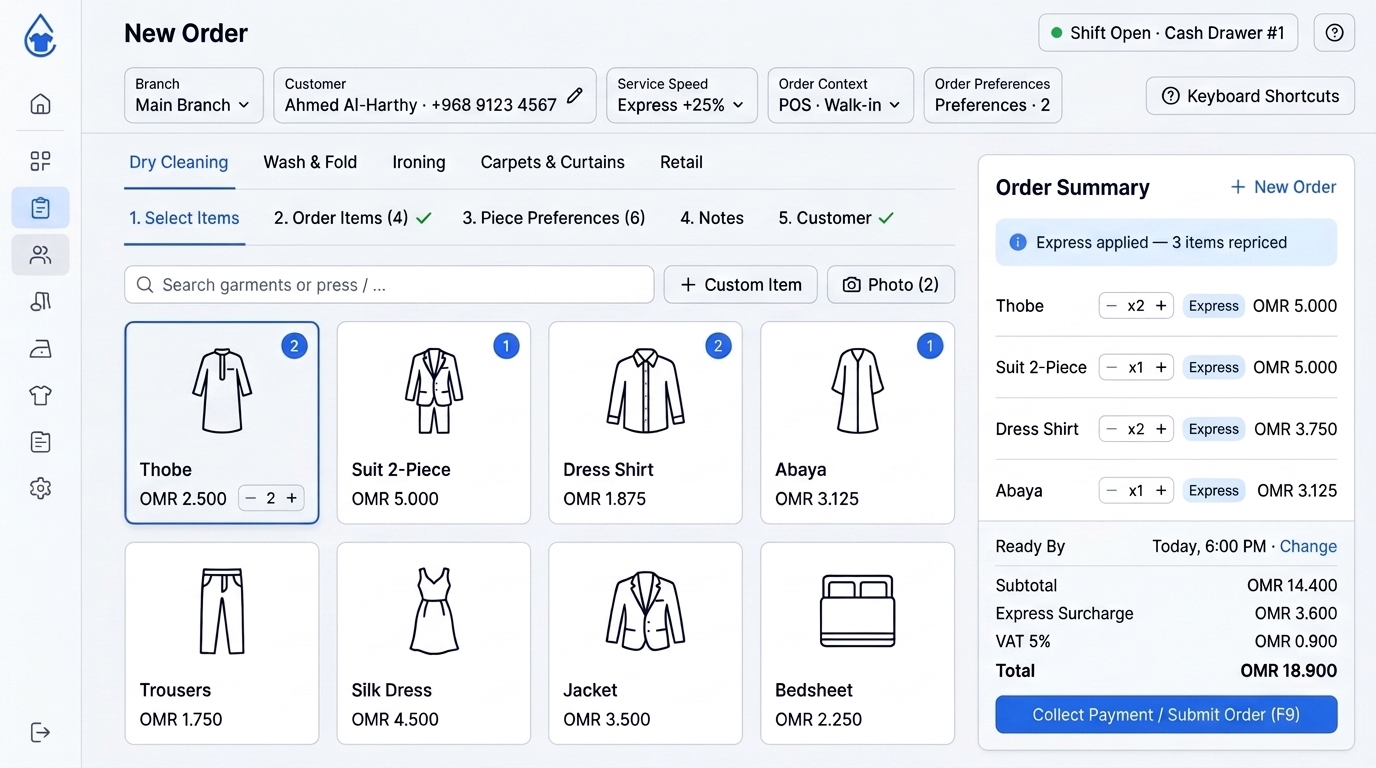 New Order
Shift Open · Cash Drawer #1
Branch
Main Branch
Customer
Ahmed Al-Harthy · +968 9123 4567
Service Speed
Express +25%
Order Context
POS · Walk-in
Order Preferences
Preferences · 2
Keyboard Shortcuts
Dry Cleaning
Wash & Fold
Ironing
Carpets & Curtains
Retail
1. Select Items
2. Order Items (4)
3. Piece Preferences (6)
4. Notes
5. Customer
Search garments or press / ...
+ Custom Item
Photo (2)
2
Thobe
OMR 2.500
− 2 +
1
Suit 2-Piece
OMR 5.000
2
Dress Shirt
OMR 1.875
1
Abaya
OMR 3.125
Trousers
OMR 1.750
Silk Dress
OMR 4.500
Jacket
OMR 3.500
Bedsheet
OMR 2.250
Order Summary
+ New Order
Express applied — 3 items repriced
Thobe − x2 + Express OMR 5.000
Suit 2-Piece − x1 + Express OMR 5.000
Dress Shirt − x2 + Express OMR 3.750
Abaya − x1 + Express OMR 3.125
Ready By Today, 6:00 PM · Change
Subtotal OMR 14.400
Express Surcharge OMR 3.600
VAT 5% OMR 0.900
Total OMR 18.900
Collect Payment / Submit Order (F9)